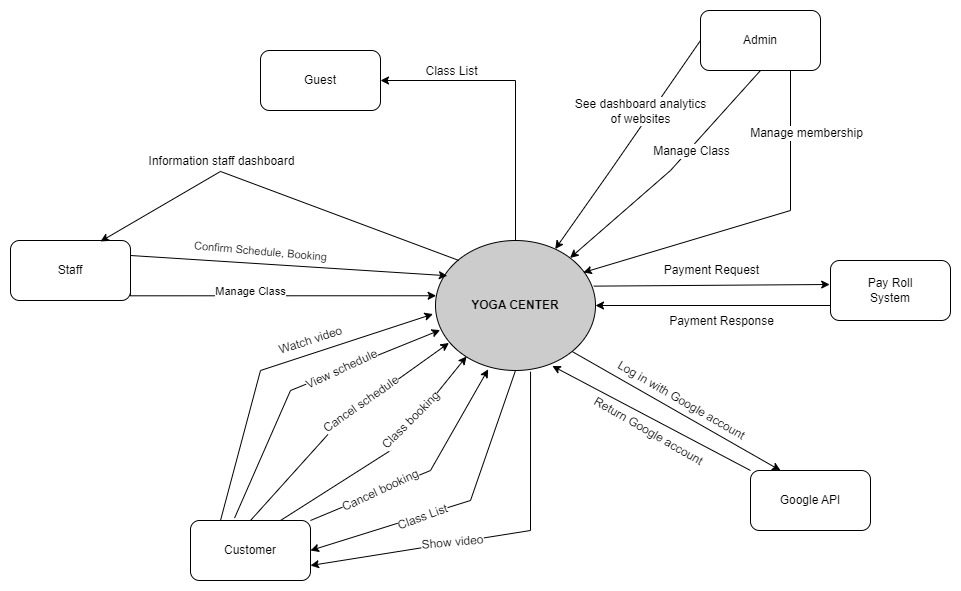 Admin
Guest
Class List
See dashboard analytics
of websites
Manage membership
Manage Class
Information staff dashboard
Confirm Schedule, Booking
Staff
Manage Class
YOGA CENTER
Payment Request
Pay Roll
System
Payment Response
Watch video
View schedule
Cancel schedule
Class booking
Cancel booking
Class List
Show video
Log in with Google account
Return Google account
Google API
Customer